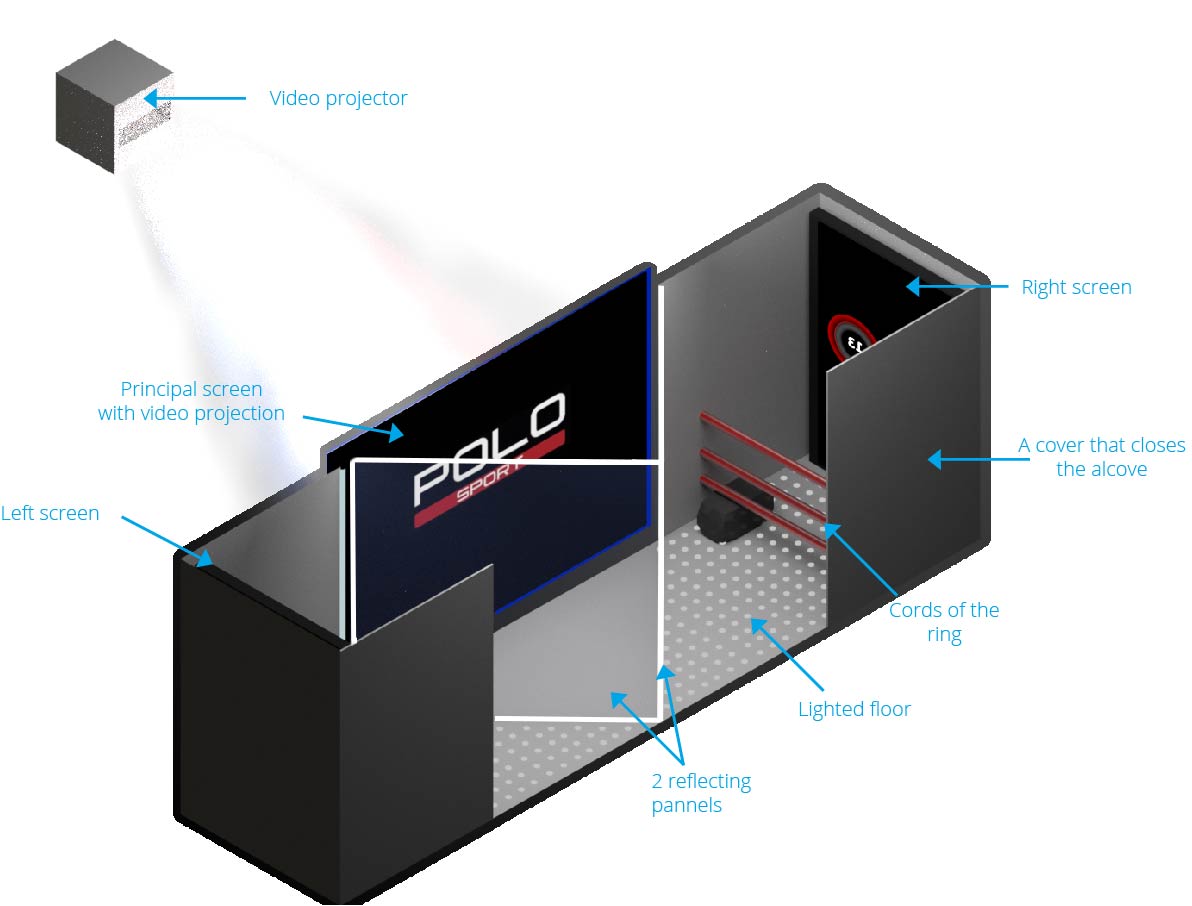 Video projector
Right screen
Principal screen
with video projection
POLO
SPORT
A cover that closes
the alcove
Left screen
Cords of the
ring
Lighted floor
2 reflecting
pannels